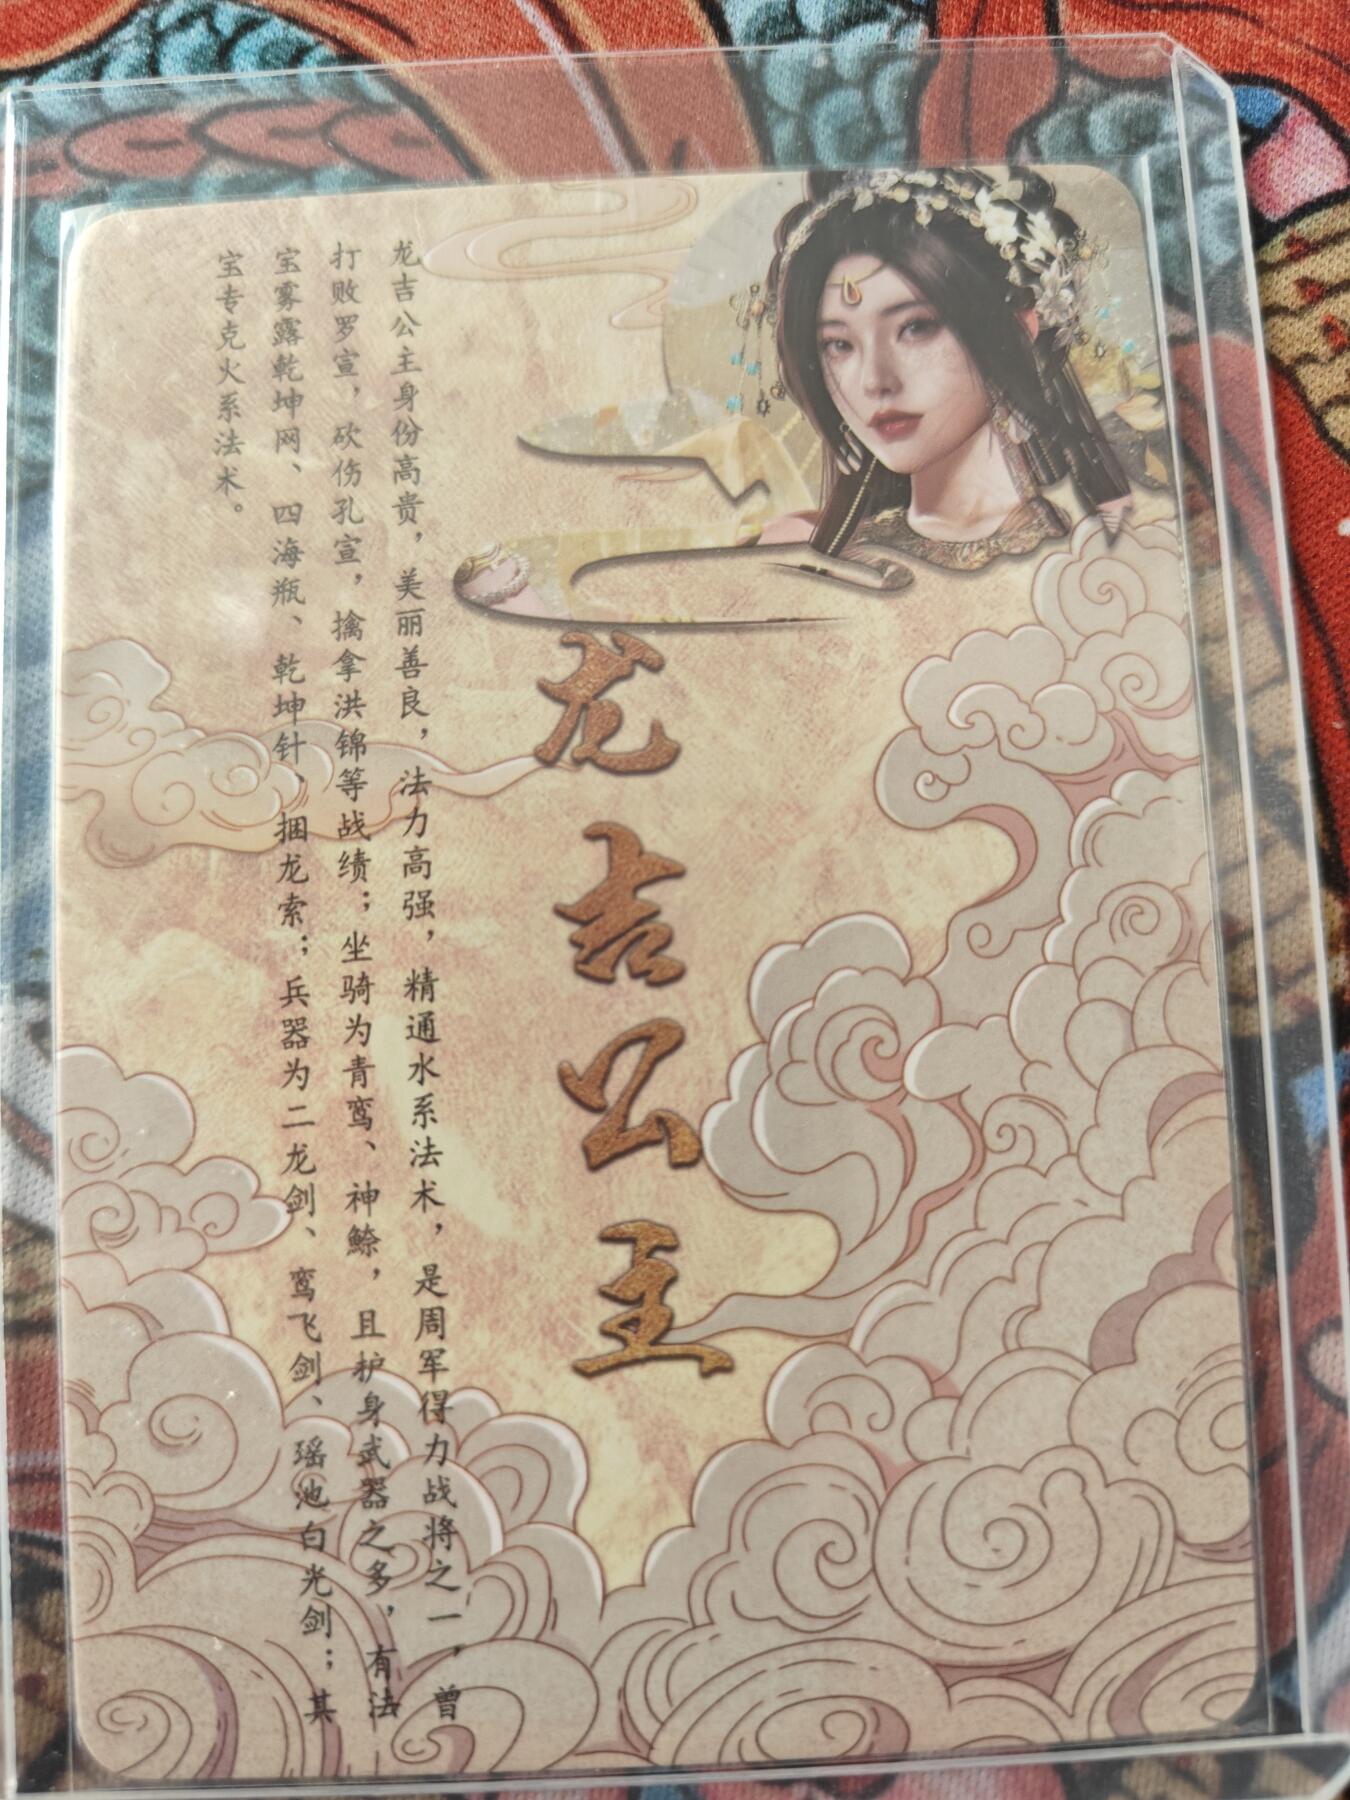 龙吉公主
龙吉公主身份高贵，美丽善良，法力高强，精通水系法术，是周军得力战将之一，曾
打败罗宣，砍伤孔宣，擒拿洪锦等战绩；坐骑为青鸾、神鲸，且护身武器之多，有法
宝雾露乾坤网、四海瓶、乾坤针、捆龙索；兵器为二龙剑、鸾飞剑、瑶池白光剑；其
宝专克火系法术。